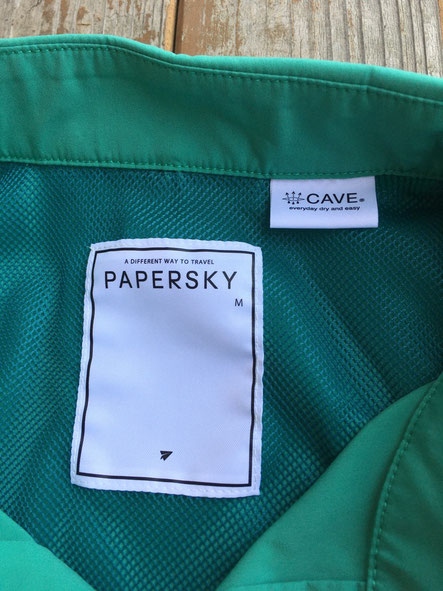 CAVE®
everyday dry and easy
A DIFFERENT WAY TO TRAVEL
PAPERSKY
M